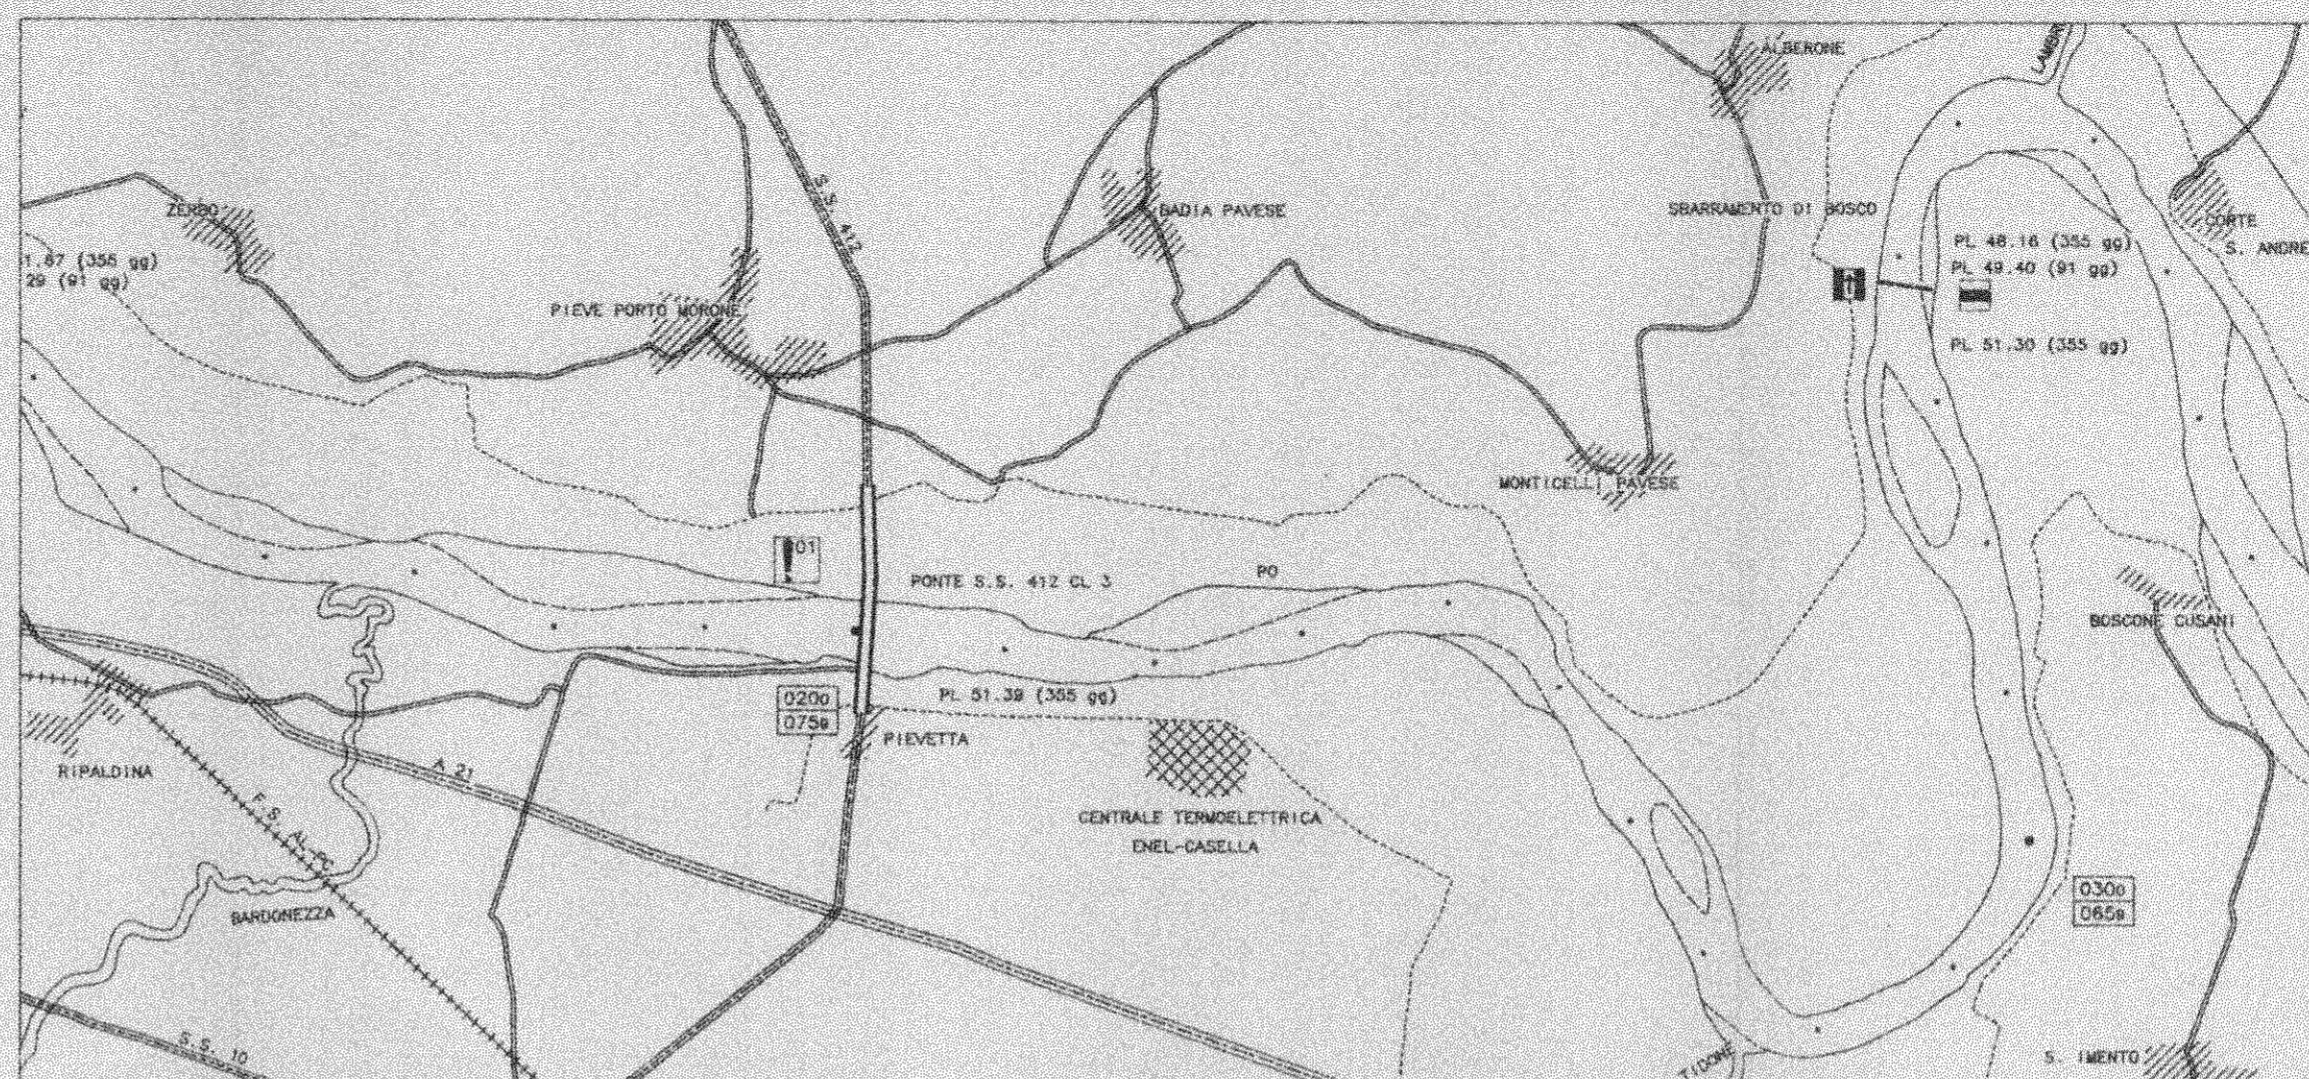 ALBERONE
ZERBO
S.S. 412
BADIA PAVESE
SBARRAMENTO DI BOSCO
CORTE
S. ANDRE
PL 48.16 (355 gg)
PL 49.40 (91 gg)
1.67 (355 gg)
29 (91 gg)
PIEVE PORTO MORONE
PL 51.30 (355 gg)
MONTICELLI PAVESE
01
PONTE S.S. 412 CL 3
PO
BOSCONE CUSANI
020o
075s
PL 51.39 (355 gg)
PIEVETTA
RIPALDINA
A 21
F.S. AL-PC
CENTRALE TERMOELETTRICA
ENEL-CASELLA
BARDONEZZA
030o
065s
S.S. 10
TIDONE
S. IMENTO